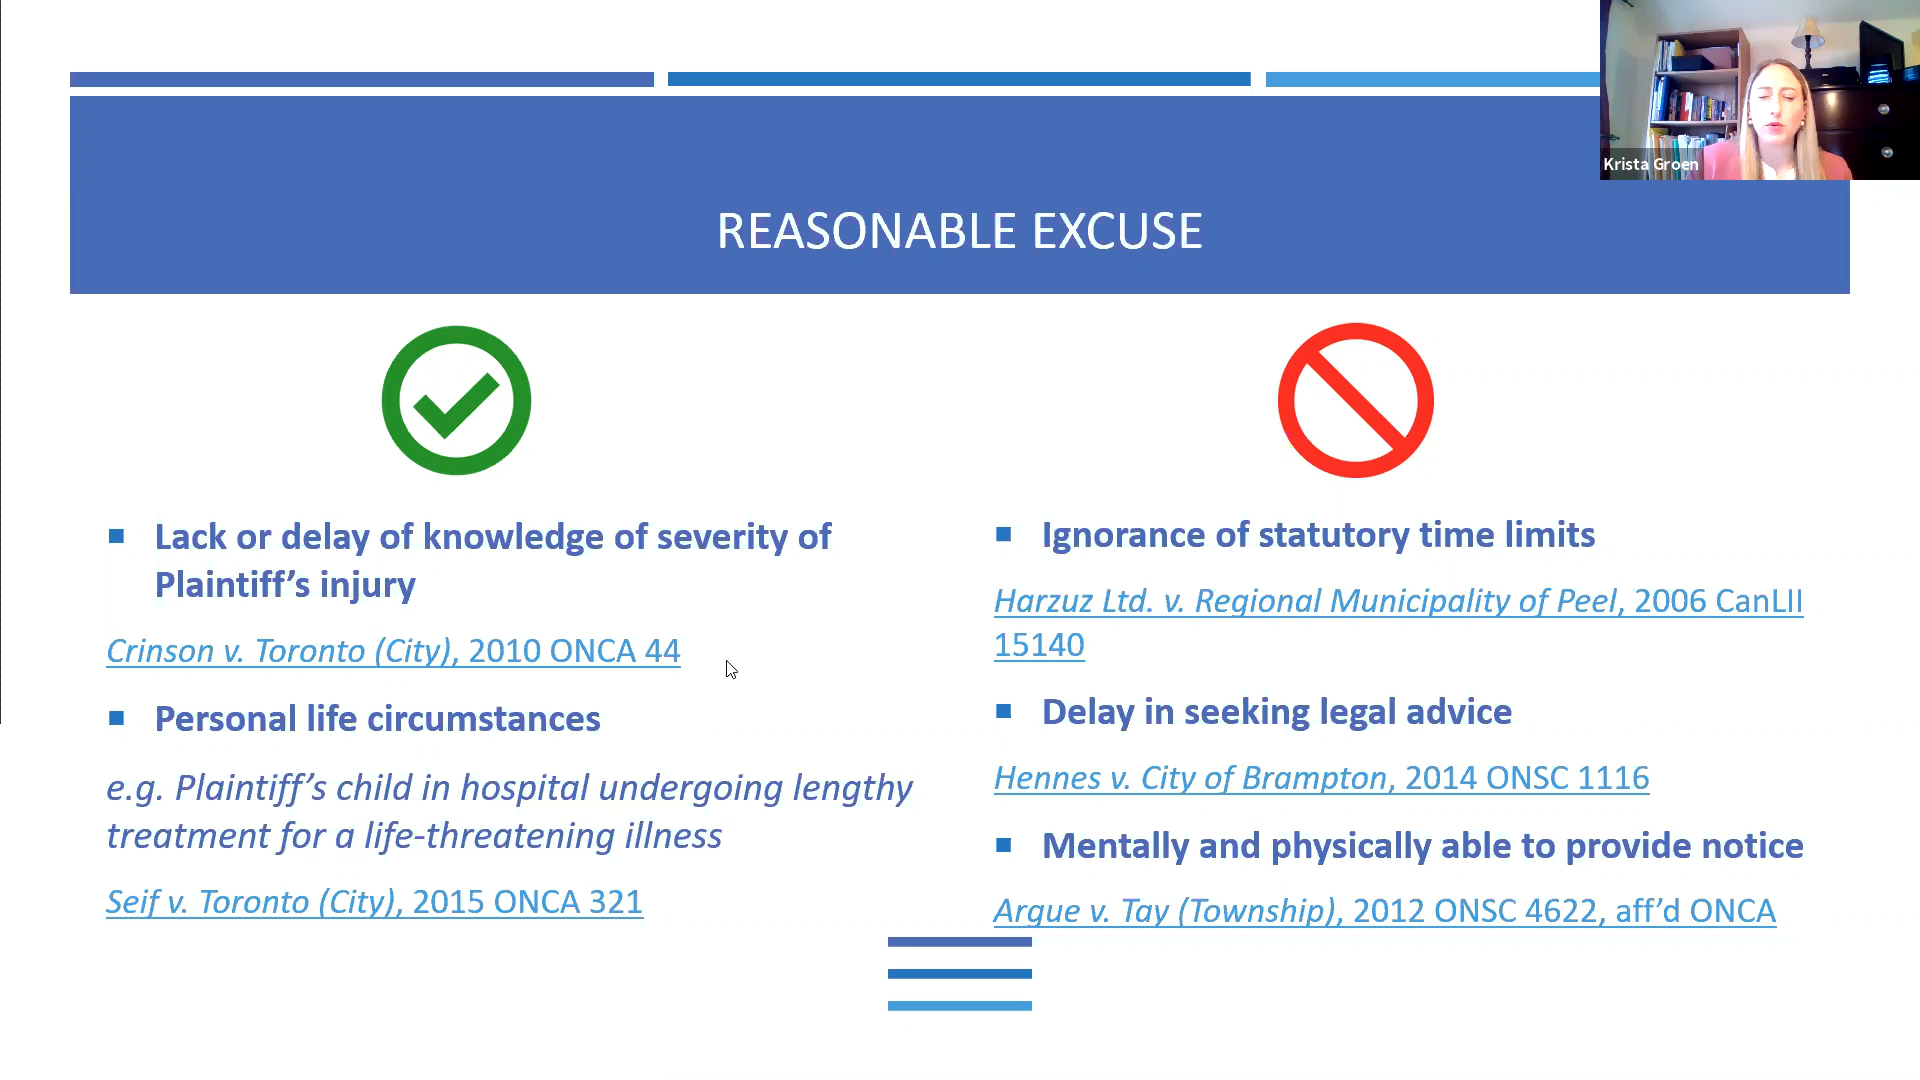 Krista Groen
REASONABLE EXCUSE
Lack or delay of knowledge of severity of
Plaintiff’s injury
Crinson v. Toronto (City), 2010 ONCA 44
Personal life circumstances
e.g. Plaintiff’s child in hospital undergoing lengthy
treatment for a life-threatening illness
Seif v. Toronto (City), 2015 ONCA 321
Ignorance of statutory time limits
Harzuz Ltd. v. Regional Municipality of Peel, 2006 CanLII
15140
Delay in seeking legal advice
Hennes v. City of Brampton, 2014 ONSC 1116
Mentally and physically able to provide notice
Argue v. Tay (Township), 2012 ONSC 4622, aff’d ONCA